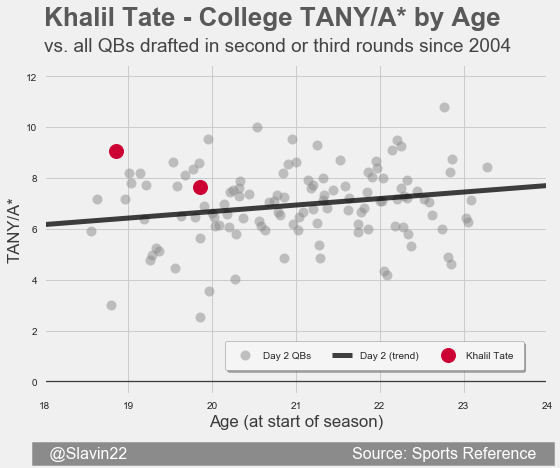 Khalil Tate - College TANY/A* by Age
vs. all QBs drafted in second or third rounds since 2004
12
10
8
6
4
2
0
TANY/A*
Day 2 QBs
Day 2 (trend)
Khalil Tate
18 19 20 21 22 23 24
Age (at start of season)
@Slavin22 Source: Sports Reference